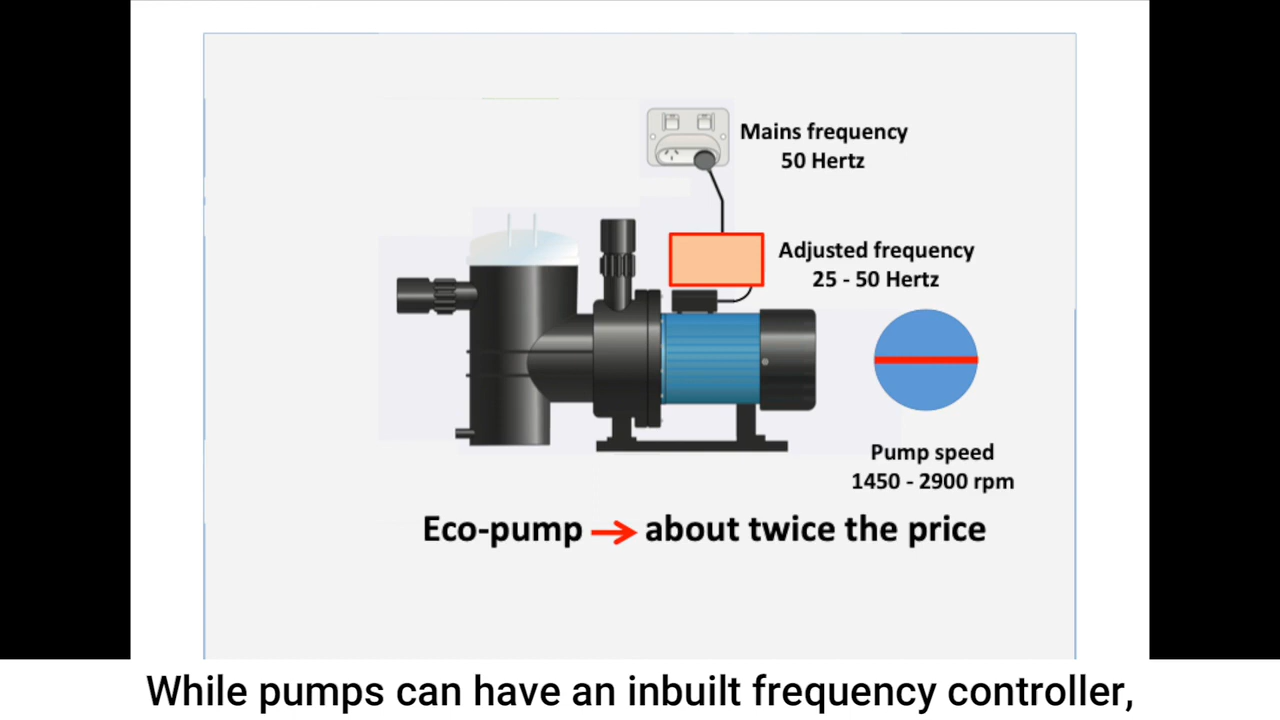 Mains frequency
50 Hertz
Adjusted frequency
25 - 50 Hertz
Pump speed
1450 - 2900 rpm
Eco-pump → about twice the price
While pumps can have an inbuilt frequency controller,